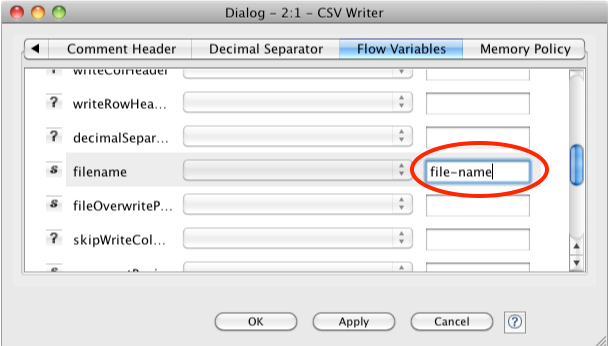 Dialog – 2:1 – CSV Writer
Comment Header Decimal Separator Flow Variables Memory Policy
? writeColHeader
? writeRowHea...
? decimalSepar...
s filename file-name
s fileOverwriteP...
? skipWriteCol...
OK Apply Cancel ?